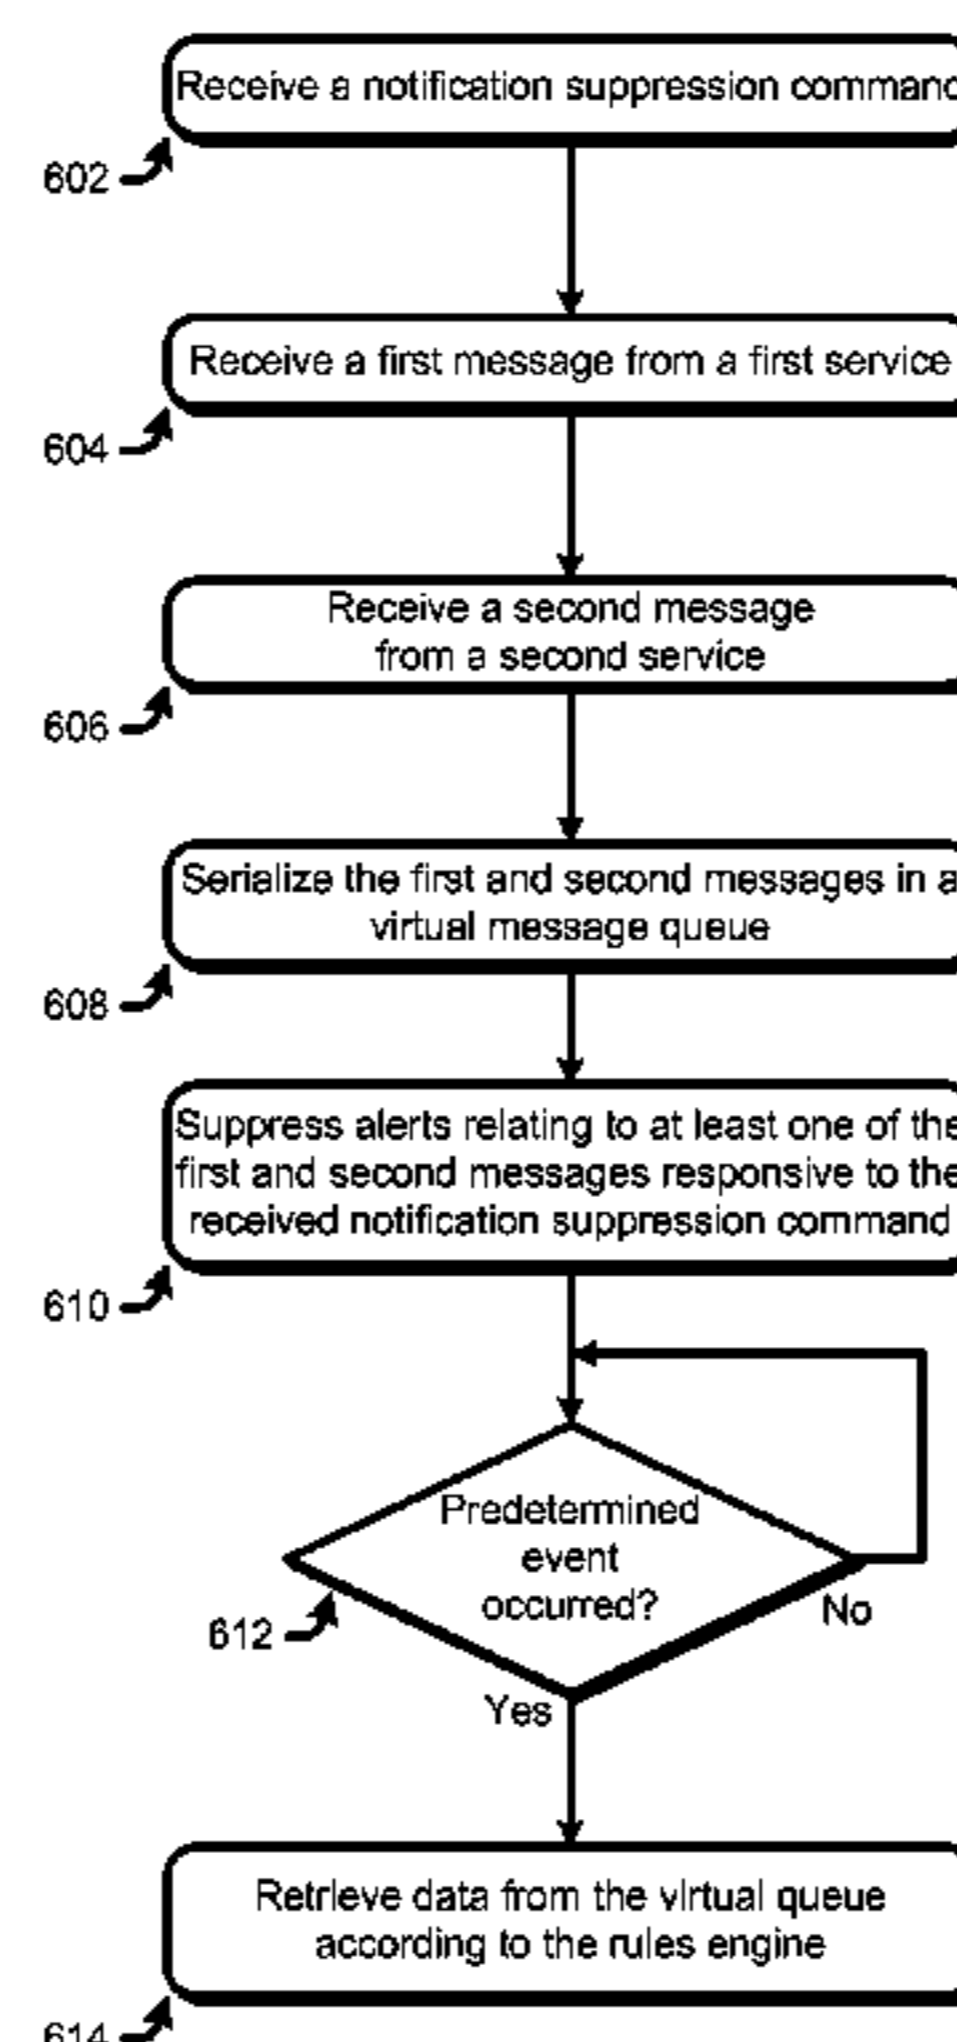 Receive a notification suppression command
602
Receive a first message from a first service
604
Receive a second message
from a second service
606
Serialize the first and second messages in a
virtual message queue
608
Suppress alerts relating to at least one of the
first and second messages responsive to the
received notification suppression command
610
Predetermined
event
occurred?
612
No
Yes
Retrieve data from the virtual queue
according to the rules engine
614